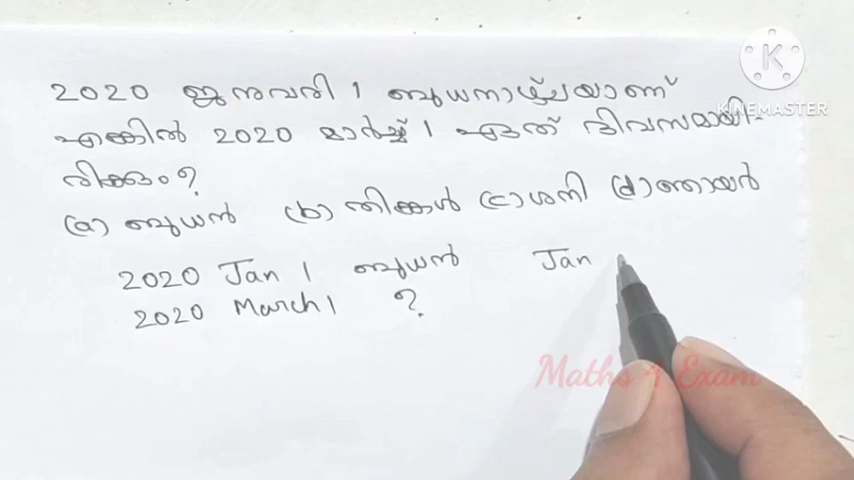 K
KINEMASTER
2020 ജനുവരി 1 ബുധനാഴ്ചയാണ്
എങ്കിൽ 2020 മാർച്ച് 1 ഏത് ദിവസമായി-
രിക്കും?
(a) ബുധൻ (b) തിങ്കൾ (c) ശനി (d) ഞായർ
2020 Jan 1 ബുധൻ Jan
2020 March 1 ?
Maths 4 Exam